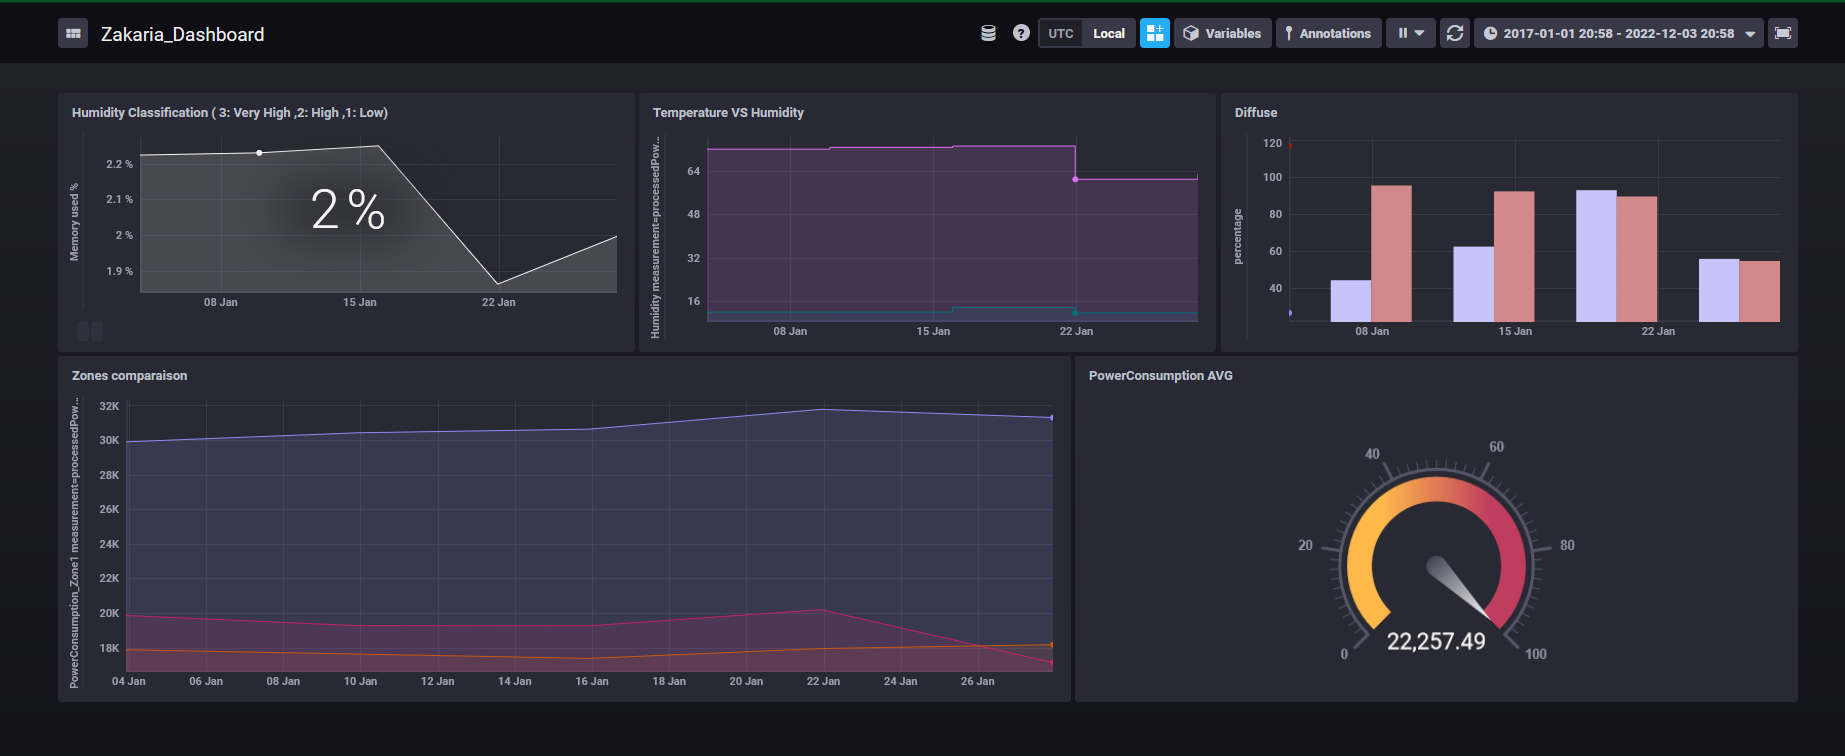 Zakaria_Dashboard
UTC Local Variables Annotations 2017-01-01 20:58 - 2022-12-03 20:58
Humidity Classification ( 3: Very High ,2: High ,1: Low)
Memory used %
2.2 %
2.1 %
2 %
1.9 %
2%
08 Jan 15 Jan 22 Jan
Temperature VS Humidity
Humidity measurement=processedPow...
64
48
32
16
08 Jan 15 Jan 22 Jan
Diffuse
percentage
120
100
80
60
40
08 Jan 15 Jan 22 Jan
Zones comparaison
PowerConsumption_Zone1 measurement=processedPow...
32K
30K
28K
26K
24K
22K
20K
18K
04 Jan 06 Jan 08 Jan 10 Jan 12 Jan 14 Jan 16 Jan 18 Jan 20 Jan 22 Jan 24 Jan 26 Jan
PowerConsumption AVG
40 60
20 80
0 100
22,257.49